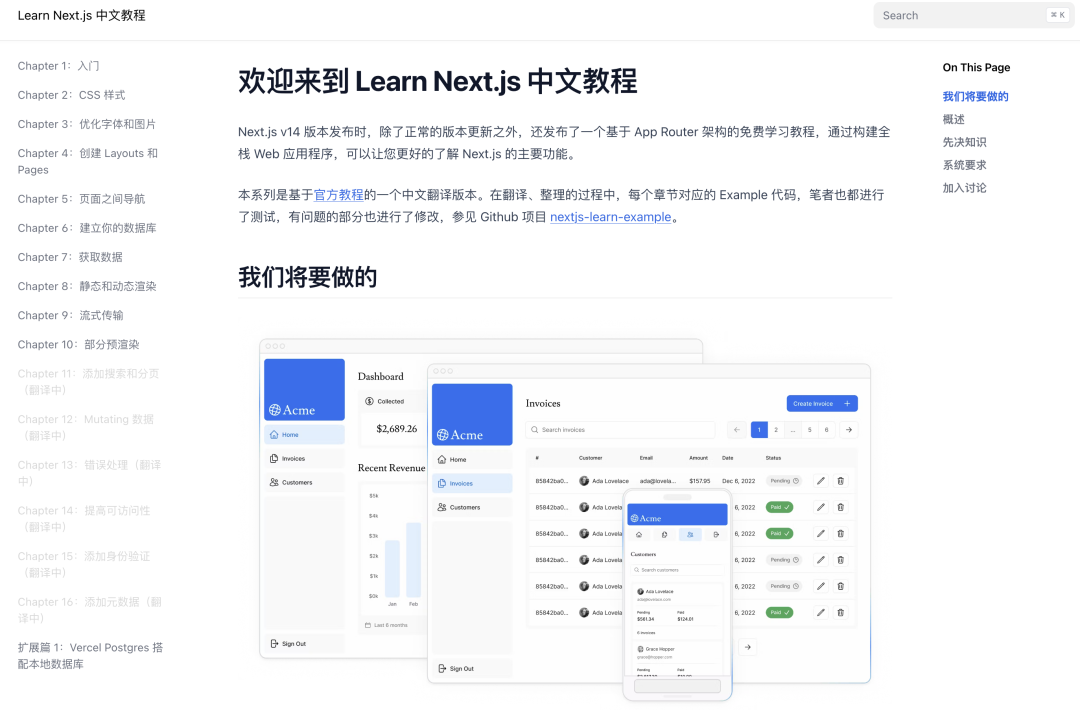 Learn Next.js 中文教程
Search
⌘ K
Chapter 1：入门
Chapter 2：CSS 样式
Chapter 3：优化字体和图片
Chapter 4：创建 Layouts 和
Pages
Chapter 5：页面之间导航
Chapter 6：建立你的数据库
Chapter 7：获取数据
Chapter 8：静态和动态渲染
Chapter 9：流式传输
Chapter 10：部分预渲染
Chapter 11：添加搜索和分页
（翻译中）
Chapter 12：Mutating 数据
（翻译中）
Chapter 13：错误处理（翻译
中）
Chapter 14：提高可访问性
（翻译中）
Chapter 15：添加身份验证
（翻译中）
Chapter 16：添加元数据（翻
译中）
扩展篇 1：Vercel Postgres 搭
配本地数据库
欢迎来到 Learn Next.js 中文教程
Next.js v14 版本发布时，除了正常的版本更新之外，还发布了一个基于 App Router 架构的免费学习教程，通过构建全
栈 Web 应用程序，可以让您更好的了解 Next.js 的主要功能。
本系列是基于官方教程的一个中文翻译版本。在翻译、整理的过程中，每个章节对应的 Example 代码，笔者也都进行
了测试，有问题的部分也进行了修改，参见 Github 项目 nextjs-learn-example。
我们将要做的
Acme
Home
Invoices
Customers
Sign Out
Dashboard
Collected
$2,689.26
Recent Revenue
$5k
$4k
$3k
$2k
$1k
$0k
Jan Feb
Last 6 months
Acme
Home
Invoices
Customers
Sign Out
Invoices
Create Invoice +
Search invoices
1 2 ... 5 6
# Customer Email Amount Date Status
85842ba0... Ada Lovelace ada@lovela... $157.95 Dec 6, 2022 Pending
85842ba0... Ada Lovela 6, 2022 Paid
85842ba0... Ada Lovela 6, 2022 Paid
85842ba0... Ada Lovela 6, 2022 Pending
85842ba0... Ada Lovela 6, 2022 Pending
85842ba0... Ada Lovela 6, 2022 Paid
Acme
Customers
Search customers
Ada Lovelace
ada@lovelace.com
Pending Paid
$581.34 $124.01
6 invoices
Grace Hopper
grace@hopper.com
Pending Paid
On This Page
我们将要做的
概述
先决知识
系统要求
加入讨论